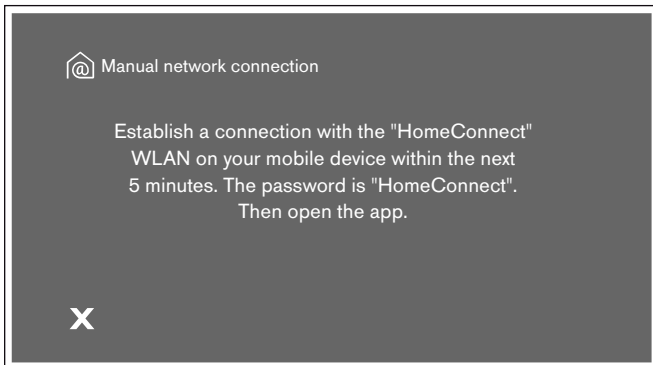 Manual network connection
Establish a connection with the "HomeConnect"
WLAN on your mobile device within the next
5 minutes. The password is "HomeConnect".
Then open the app.
X